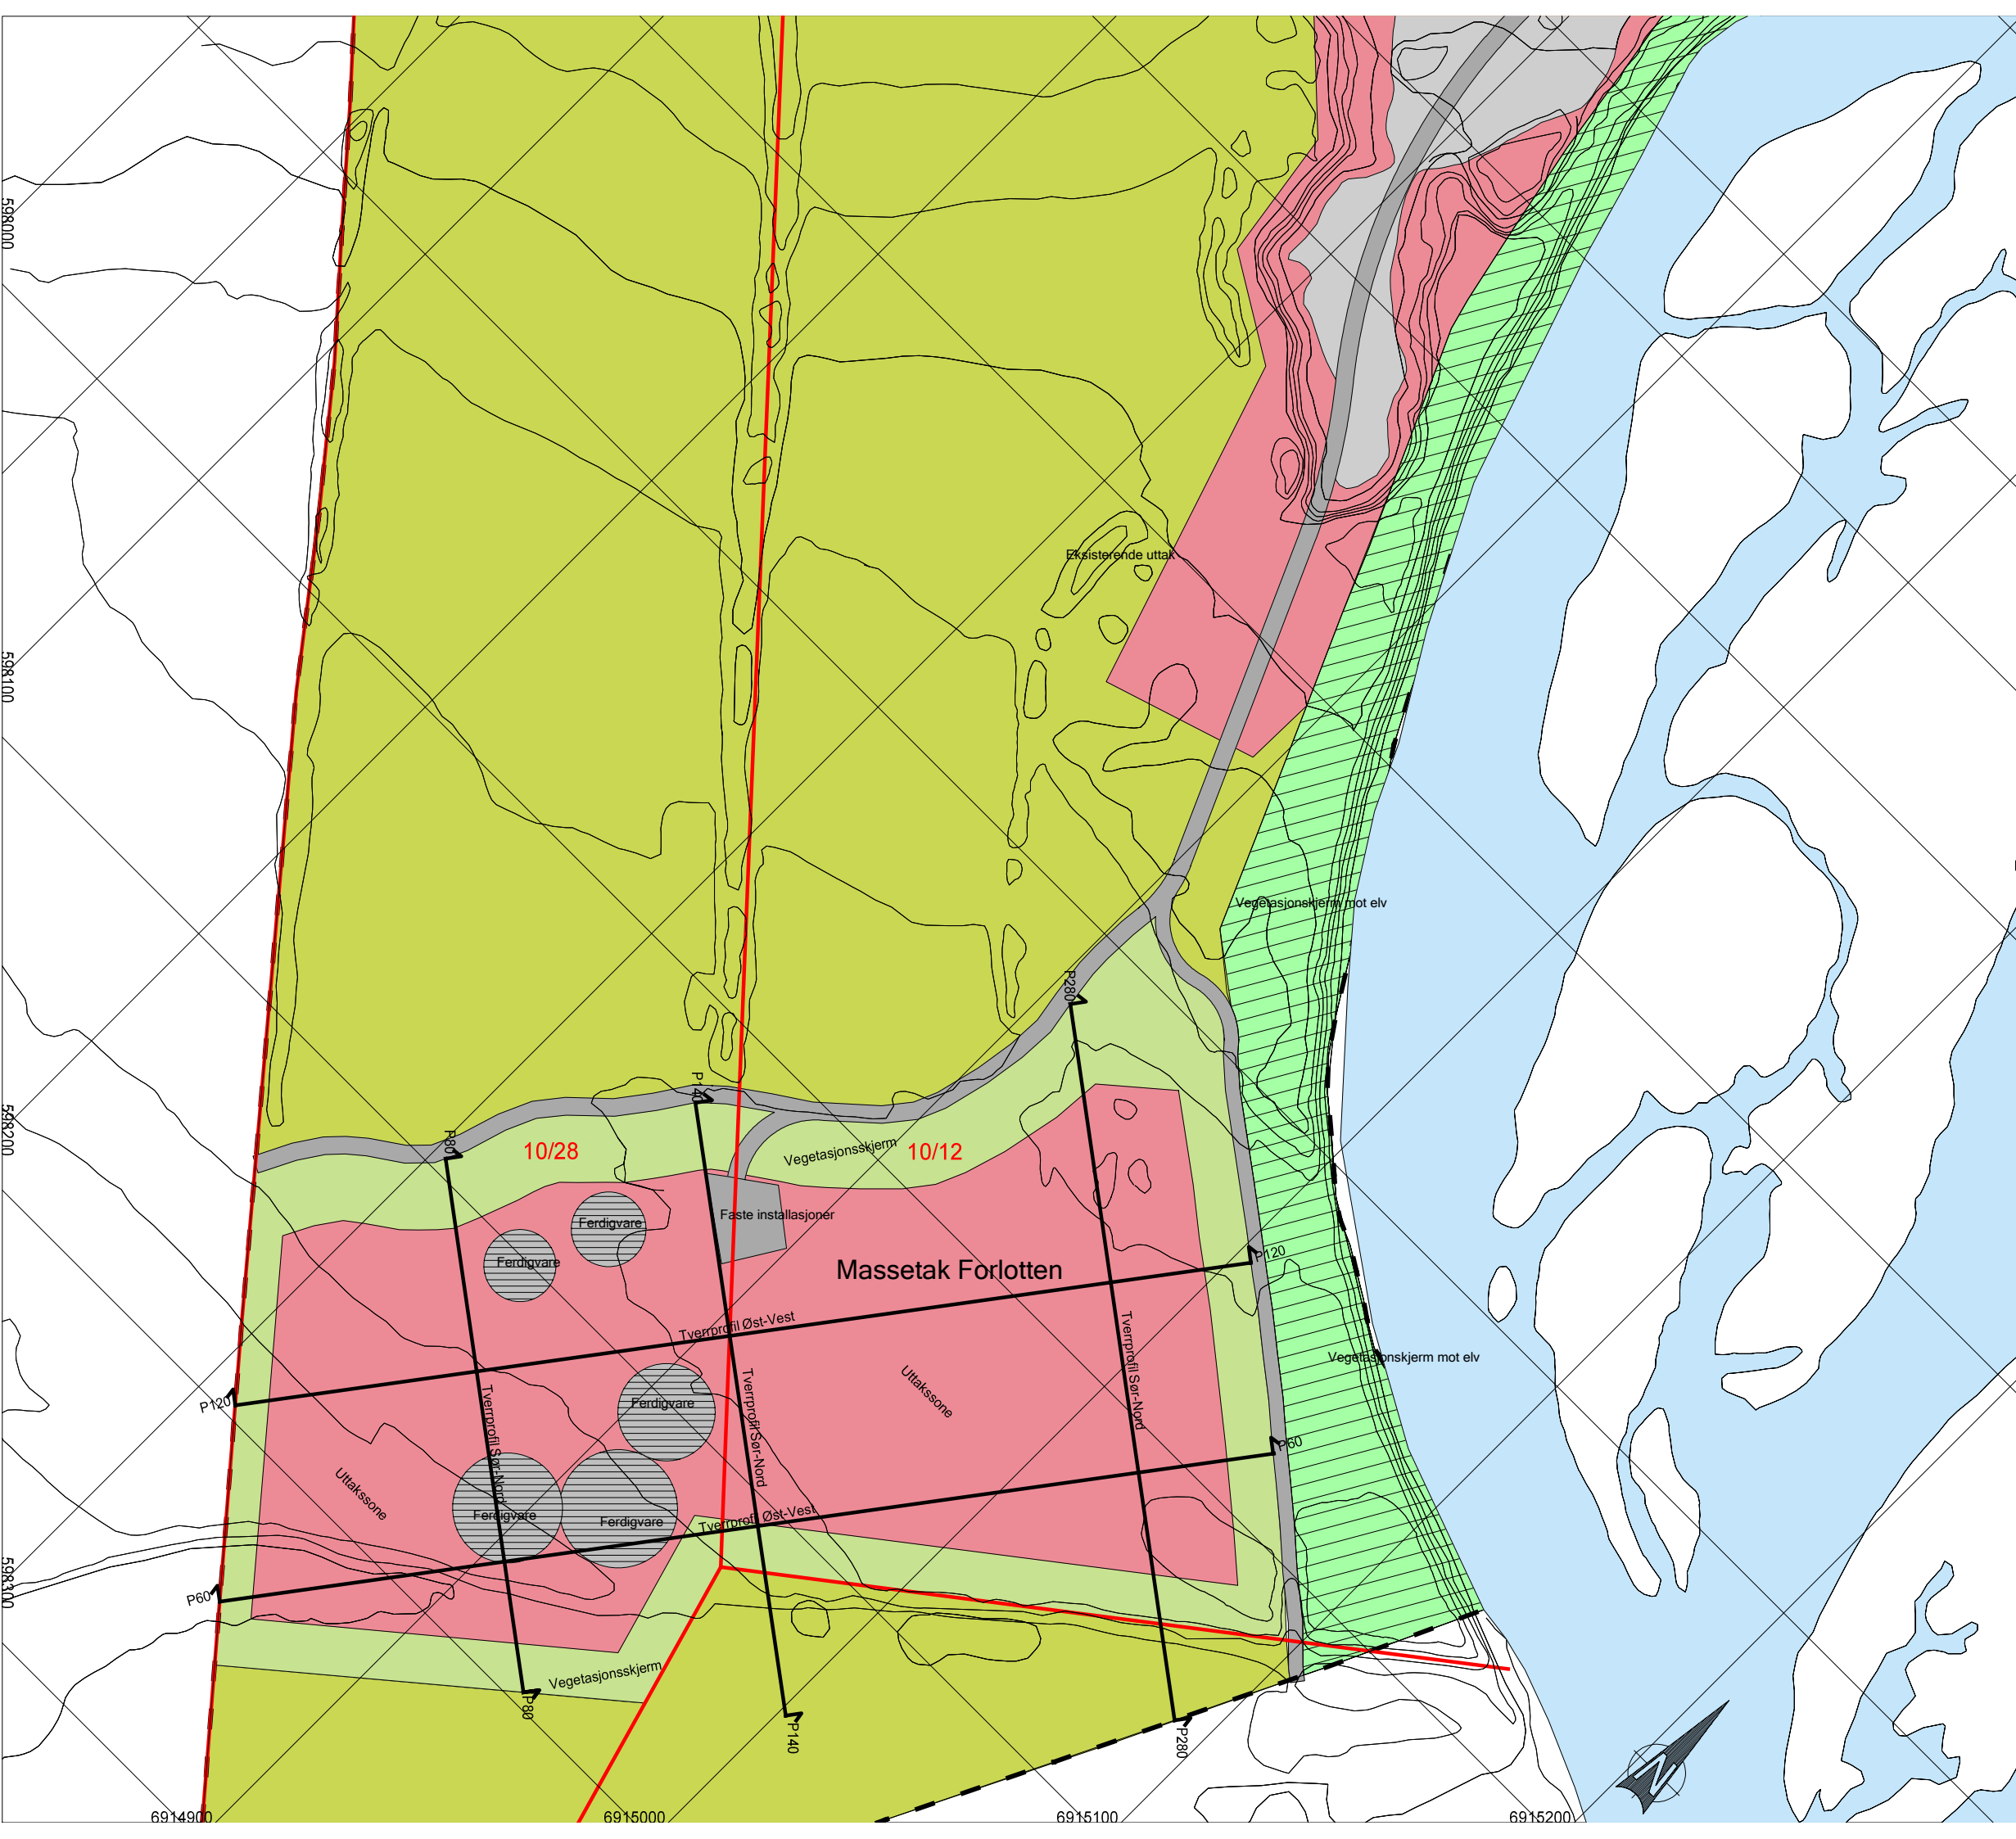 598000
Eksisterende uttak
598100
Vegetasjonskjerm mot elv
P280
P140
598200
P80
10/28
Vegetasjonsskjerm
10/12
Faste installasjoner
Ferdigvare
Ferdigvare
Massetak Forlotten
P120
Tverrprofil Øst-Vest
Tverrprofil Sør-Nord
Vegetasjonskjerm mot elv
P120
Tverrprofil Sør-Nord
Tverrprofil Sør-Nord
Uttakssone
Ferdigvare
P60
Uttakssone
Ferdigvare
Ferdigvare
Tverrprofil Øst-Vest
598300
P60
Vegetasjonsskjerm
P80
P140
P280
N
6914900
6915000
6915100
6915200